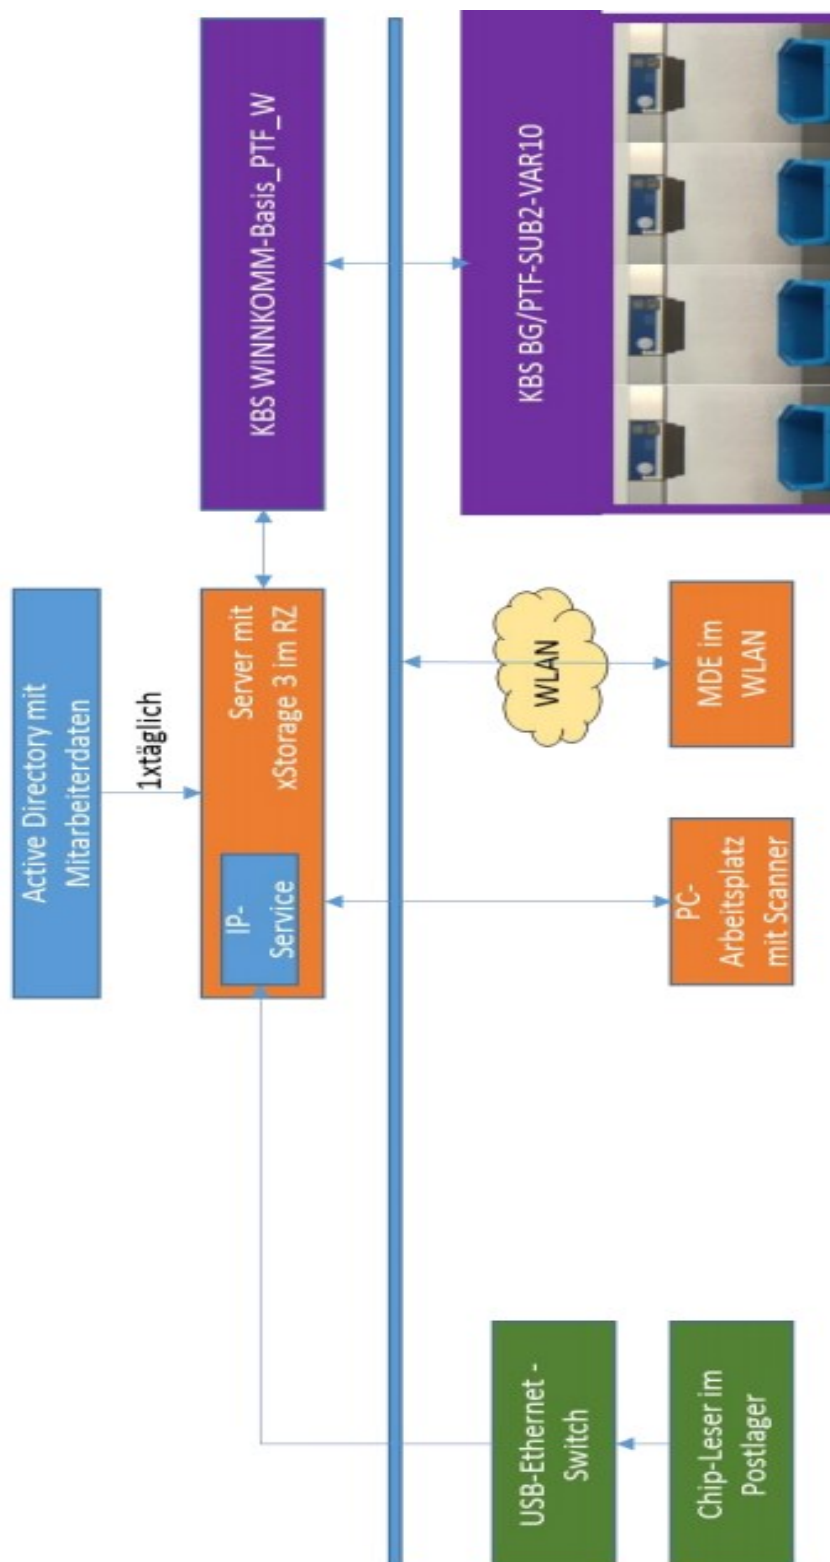 Active Directory mit
Mitarbeiterdaten
1xtäglich
IP-
Service
Server mit
xStorage 3 im RZ
KBS WINNKOMM-Basis_PTF_W
USB-Ethernet -
Switch
WLAN
KBS BG/PTF-SUB2-VAR10
Chip-Leser im
Postlager
PC-
Arbeitsplatz
mit Scanner
MDE im
WLAN